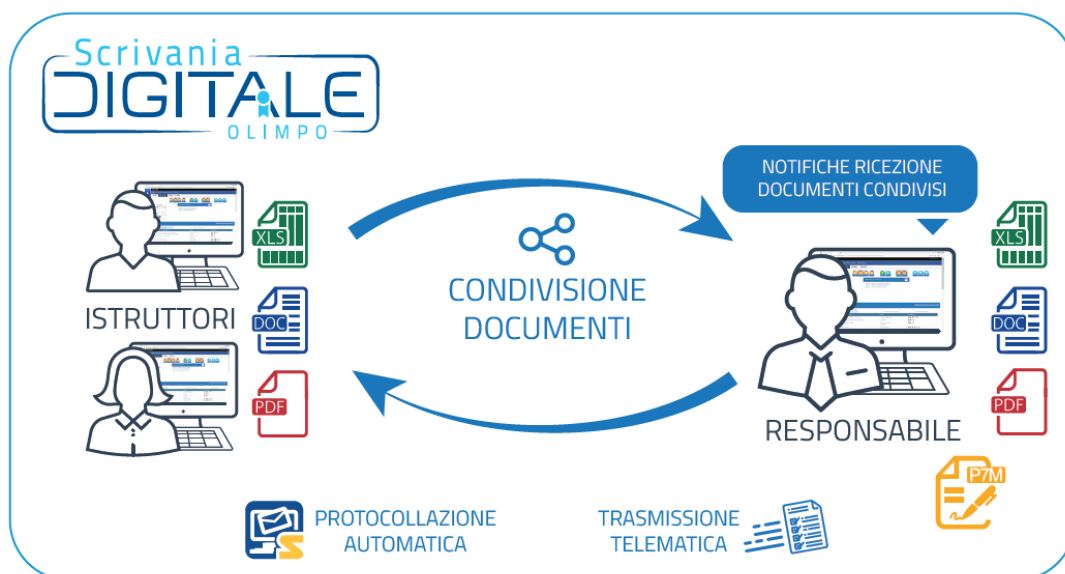 Scrivania
DIGITALE
OLIMPO
NOTIFICHE RICEZIONE
DOCUMENTI CONDIVISI
XLS
DOC
PDF
ISTRUTTORI
CONDIVISIONE
DOCUMENTI
XLS
DOC
PDF
RESPONSABILE
P7M
PROTOCOLLAZIONE
AUTOMATICA
TRASMISSIONE
TELEMATICA